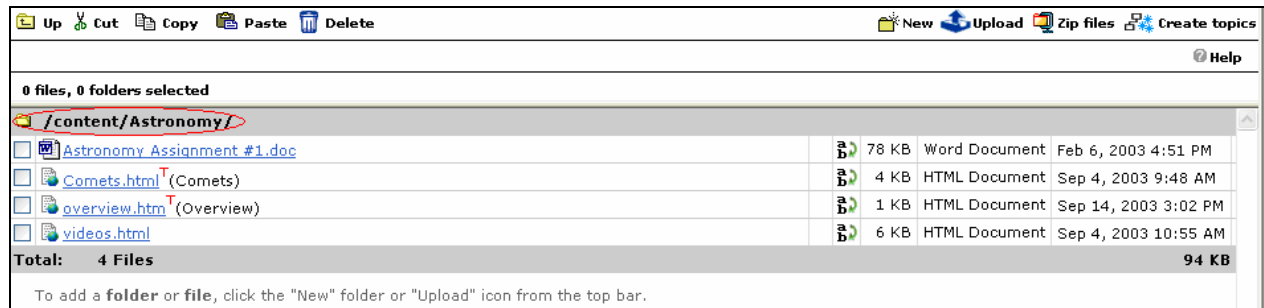 Up Cut Copy Paste Delete New Upload Zip files Create topics
Help
0 files, 0 folders selected
/content/Astronomy/
Astronomy Assignment #1.doc 78 KB Word Document Feb 6, 2003 4:51 PM
Comets.html T (Comets) 4 KB HTML Document Sep 4, 2003 9:48 AM
overview.htm T (Overview) 1 KB HTML Document Sep 14, 2003 3:02 PM
videos.html 6 KB HTML Document Sep 4, 2003 10:55 AM
Total: 4 Files 94 KB
To add a folder or file, click the "New" folder or "Upload" icon from the top bar.